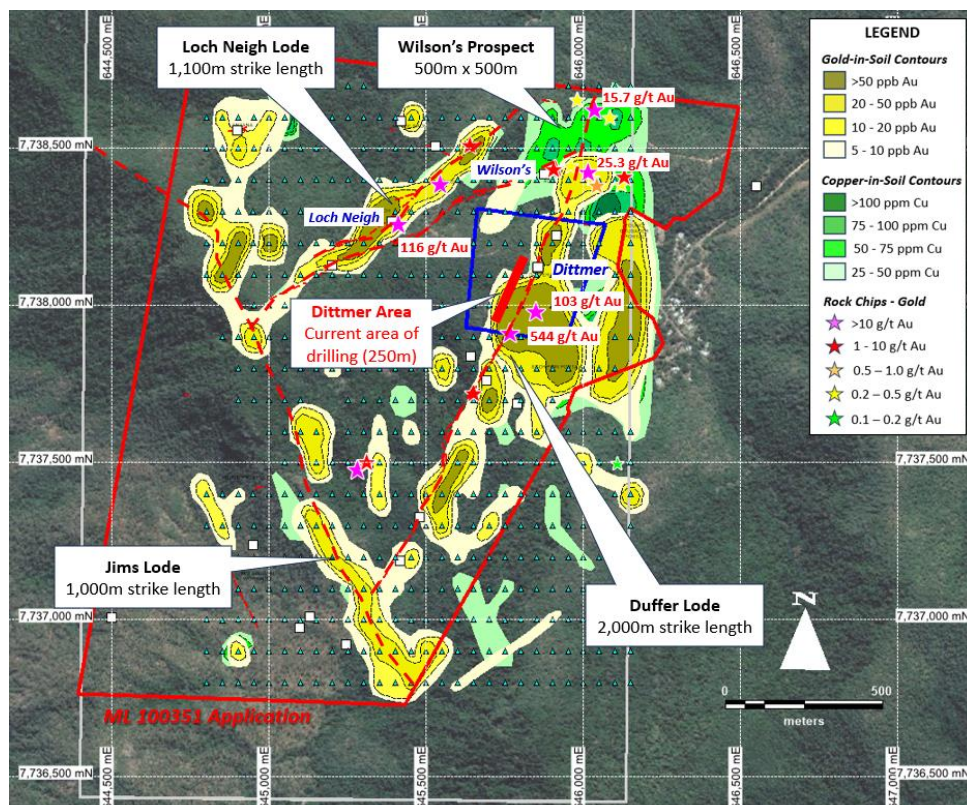 644,500 mE
645,000 mE
645,500 mE
646,000 mE
646,500 mE
Loch Neigh Lode
1,100m strike length
Wilson's Prospect
500m x 500m
15.7 g/t Au
7,738,500 mN
7,738,500 mN
25.3 g/t Au
Wilson's
Loch Neigh
116 g/t Au
Dittmer
7,738,000 mN
7,738,000 mN
103 g/t Au
Dittmer Area
Current area of
drilling (250m)
544 g/t Au
7,737,500 mN
7,737,500 mN
Jims Lode
1,000m strike length
Duffer Lode
2,000m strike length
N
7,737,000 mN
7,737,000 mN
0
500
meters
ML 100351 Application
7,736,500 mN
7,736,500 mN
644,500 mE
645,000 mE
645,500 mE
646,000 mE
646,500 mE
647,000 mE
LEGEND
Gold-in-Soil Contours
>50 ppb Au
20 - 50 ppb Au
10 - 20 ppb Au
5 - 10 ppb Au
Copper-in-Soil Contours
>100 ppm Cu
75 - 100 ppm Cu
50 - 75 ppm Cu
25 - 50 ppm Cu
Rock Chips - Gold
>10 g/t Au
1 - 10 g/t Au
0.5 – 1.0 g/t Au
0.2 – 0.5 g/t Au
0.1 – 0.2 g/t Au